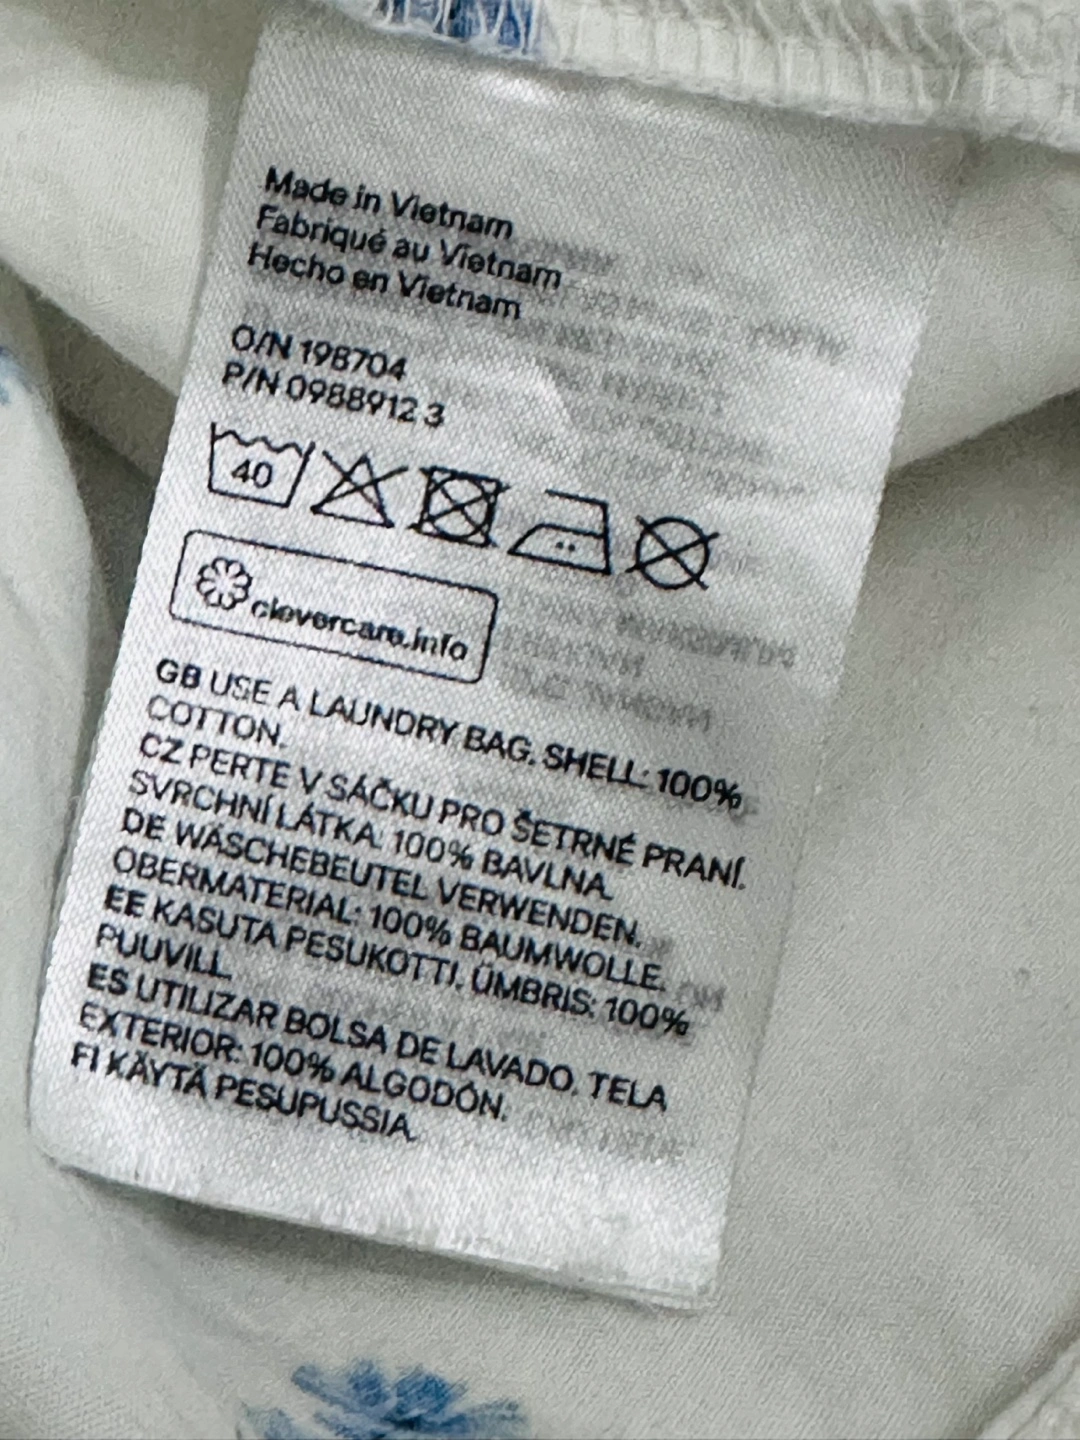 Made in Vietnam
Fabriqué au Vietnam
Hecho en Vietnam
O/N 198704
P/N 0988912 3
40
clevercare.info
GB USE A LAUNDRY BAG. SHELL: 100%
COTTON.
CZ PERTE V SÁČKU PRO ŠETRNÉ PRANÍ.
SVRCHNÍ LÁTKA: 100% BAVLNA.
DE WÄSCHEBEUTEL VERWENDEN.
OBERMATERIAL: 100% BAUMWOLLE.
EE KASUTA PESUKOTTI. ÜMBRIS: 100%
PUUVILL.
ES UTILIZAR BOLSA DE LAVADO. TELA
EXTERIOR: 100% ALGODÓN.
FI KÄYTÄ PESUPUSSIA.